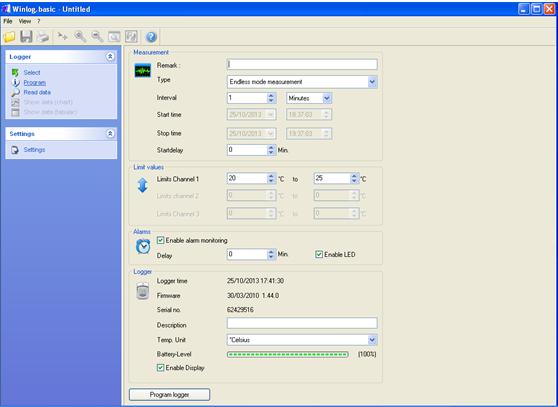 Winlog.basic - Untitled
File View ?
Logger
Select
Program
Read data
Show data (chart)
Show data (tabular)
Settings
Settings
Measurement
Remark :
Type Endless mode measurement
Interval 1 Minutes
Start time 25/10/2013 18:37:03
Stop time 25/10/2013 19:37:03
Startdelay 0 Min.
Limit values
Limits Channel 1 20 °C to 25 °C
Limits channel 2 0 °C to 0 °C
Limits Channel 3 0 °C to 0 °C
Alarms
Enable alarm monitoring
Delay 0 Min. Enable LED
Logger
Logger time 25/10/2013 17:41:30
Firmware 30/03/2010 1.44.0
Serial no. 62429516
Description
Temp. Unit °Celsius
Battery-Level (100%)
Enable Display
Program logger